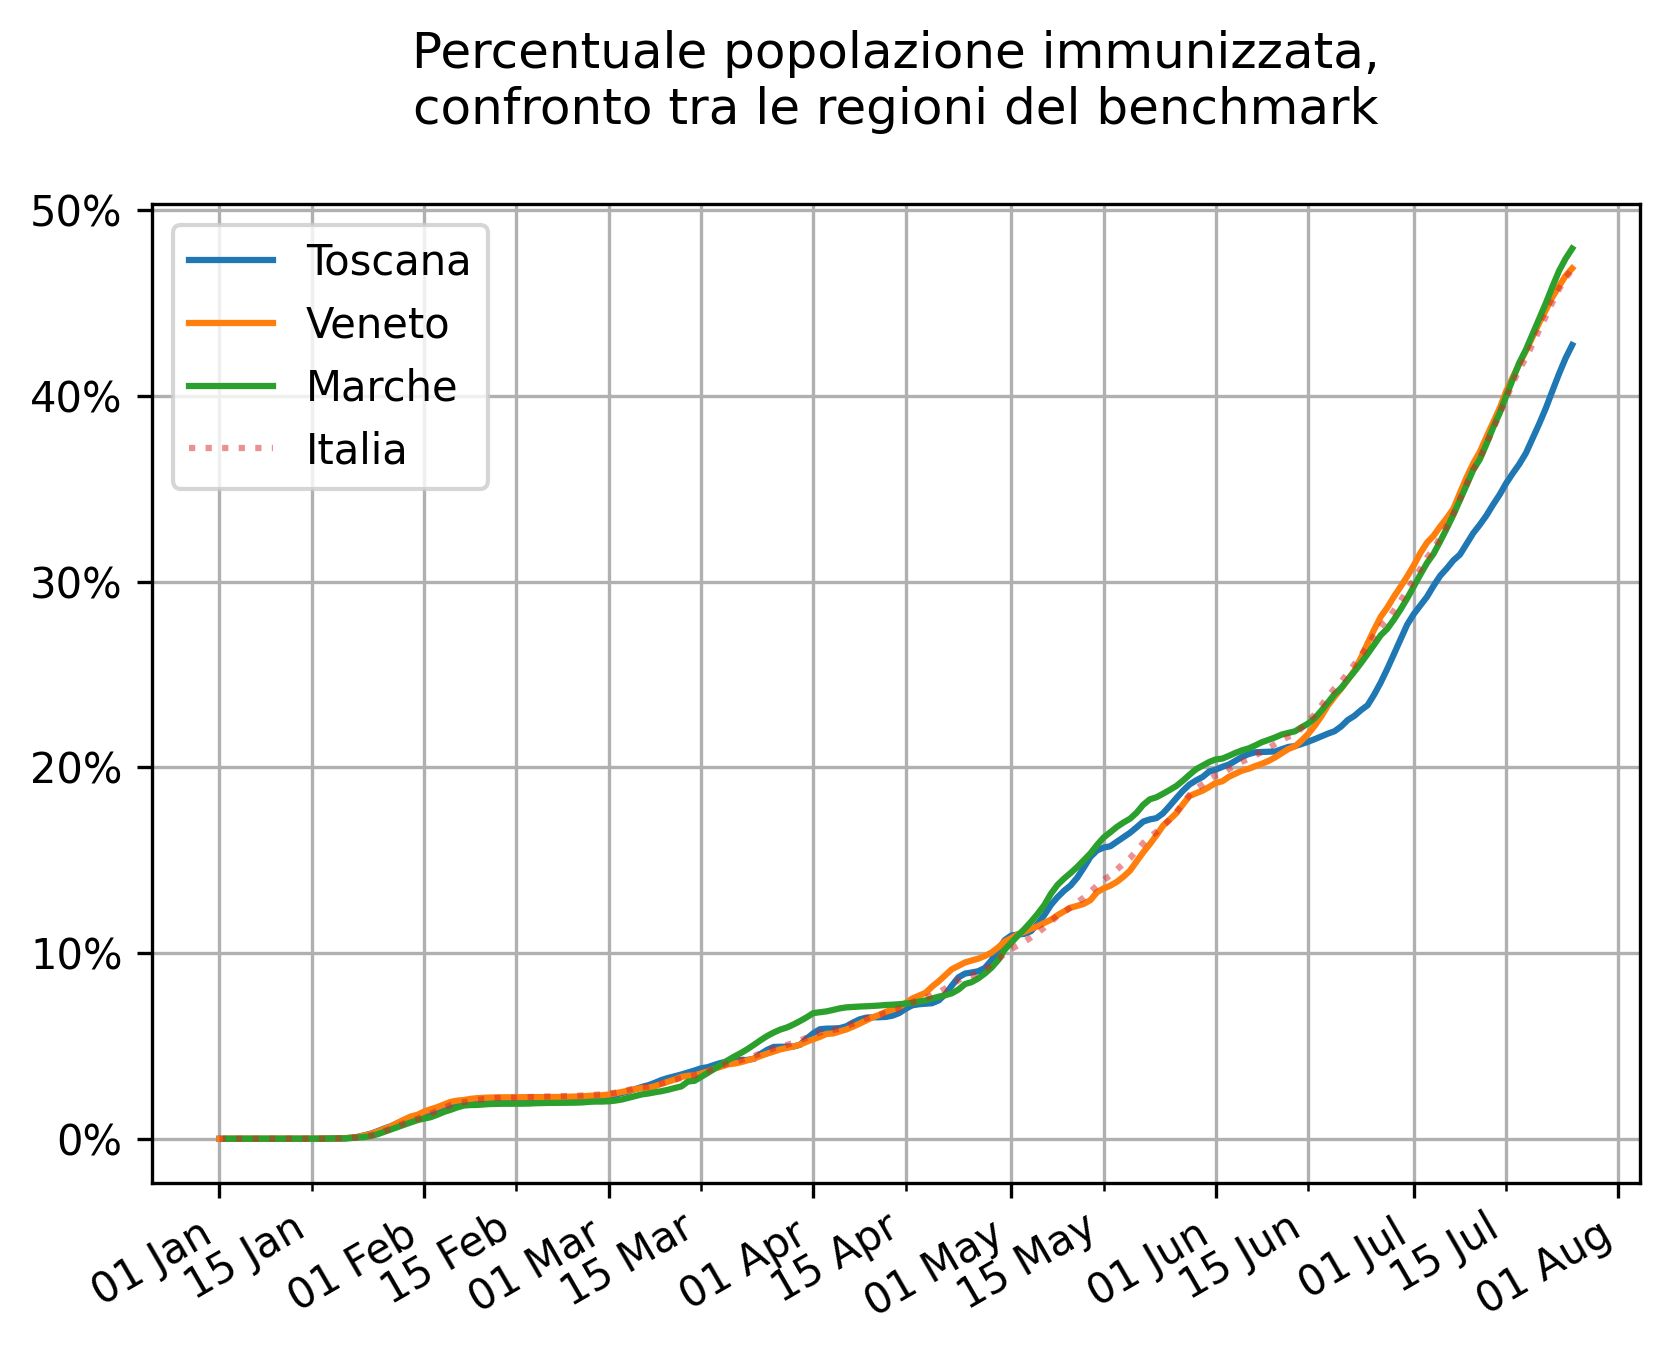 Percentuale popolazione immunizzata,
confronto tra le regioni del benchmark
50%
40%
30%
20%
10%
0%
Toscana
Veneto
Marche
Italia
01 Jan
15 Jan
01 Feb
15 Feb
01 Mar
15 Mar
01 Apr
15 Apr
01 May
15 May
01 Jun
15 Jun
01 Jul
15 Jul
01 Aug